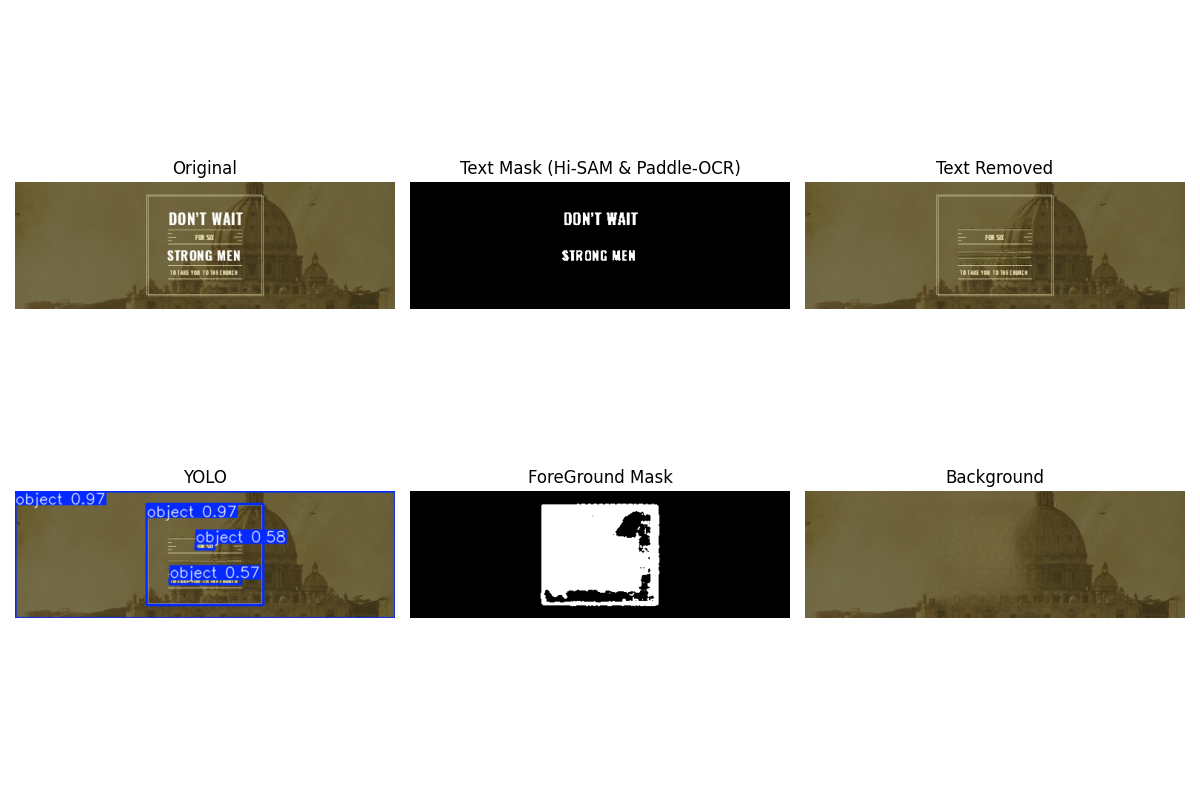 Original
DON'T WAIT
FOR SIX
STRONG MEN
TO TAKE YOU TO THE CHURCH
Text Mask (Hi-SAM & Paddle-OCR)
DON'T WAIT
STRONG MEN
Text Removed
FOR SIX
TO TAKE YOU TO THE CHURCH
YOLO
object 0.97
object 0.97
object 0.58
object 0.57
ForeGround Mask
Background